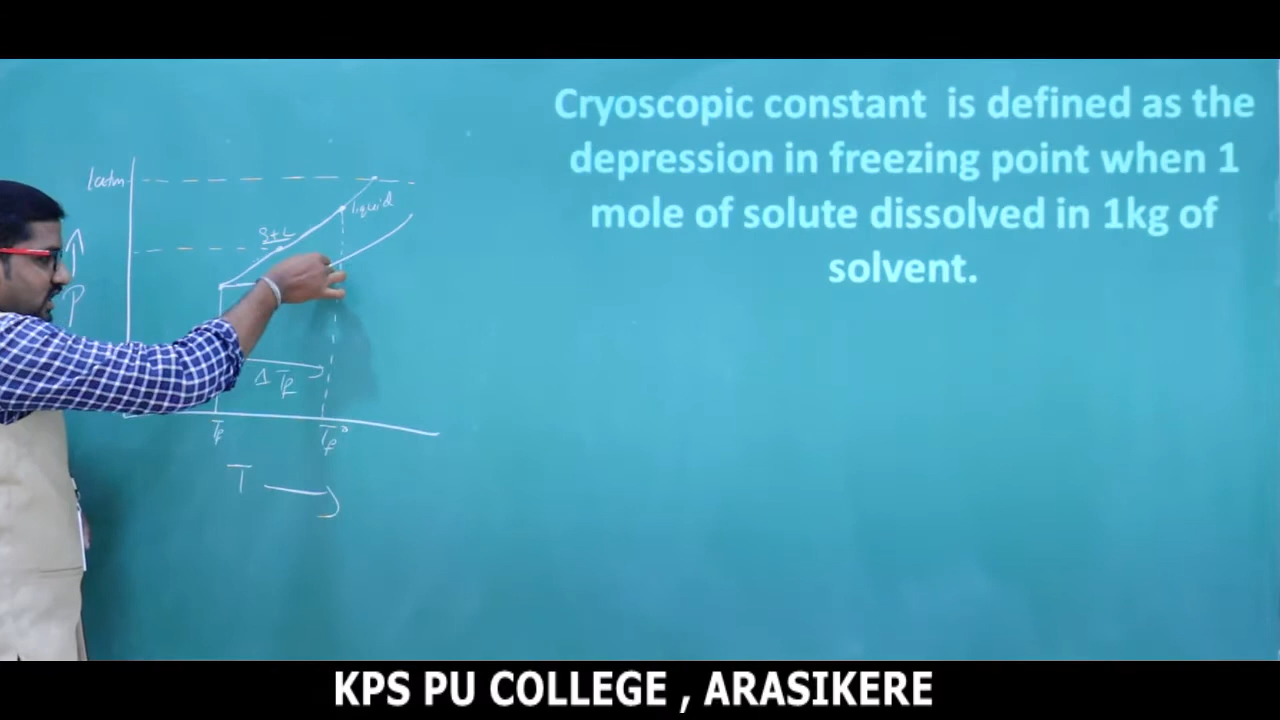 Cryoscopic constant is defined as the
depression in freezing point when 1
mole of solute dissolved in 1kg of
solvent.
1atm
liquid
S+L
P
Δ Tf
Tf
Tf°
T
KPS PU COLLEGE , ARASIKERE